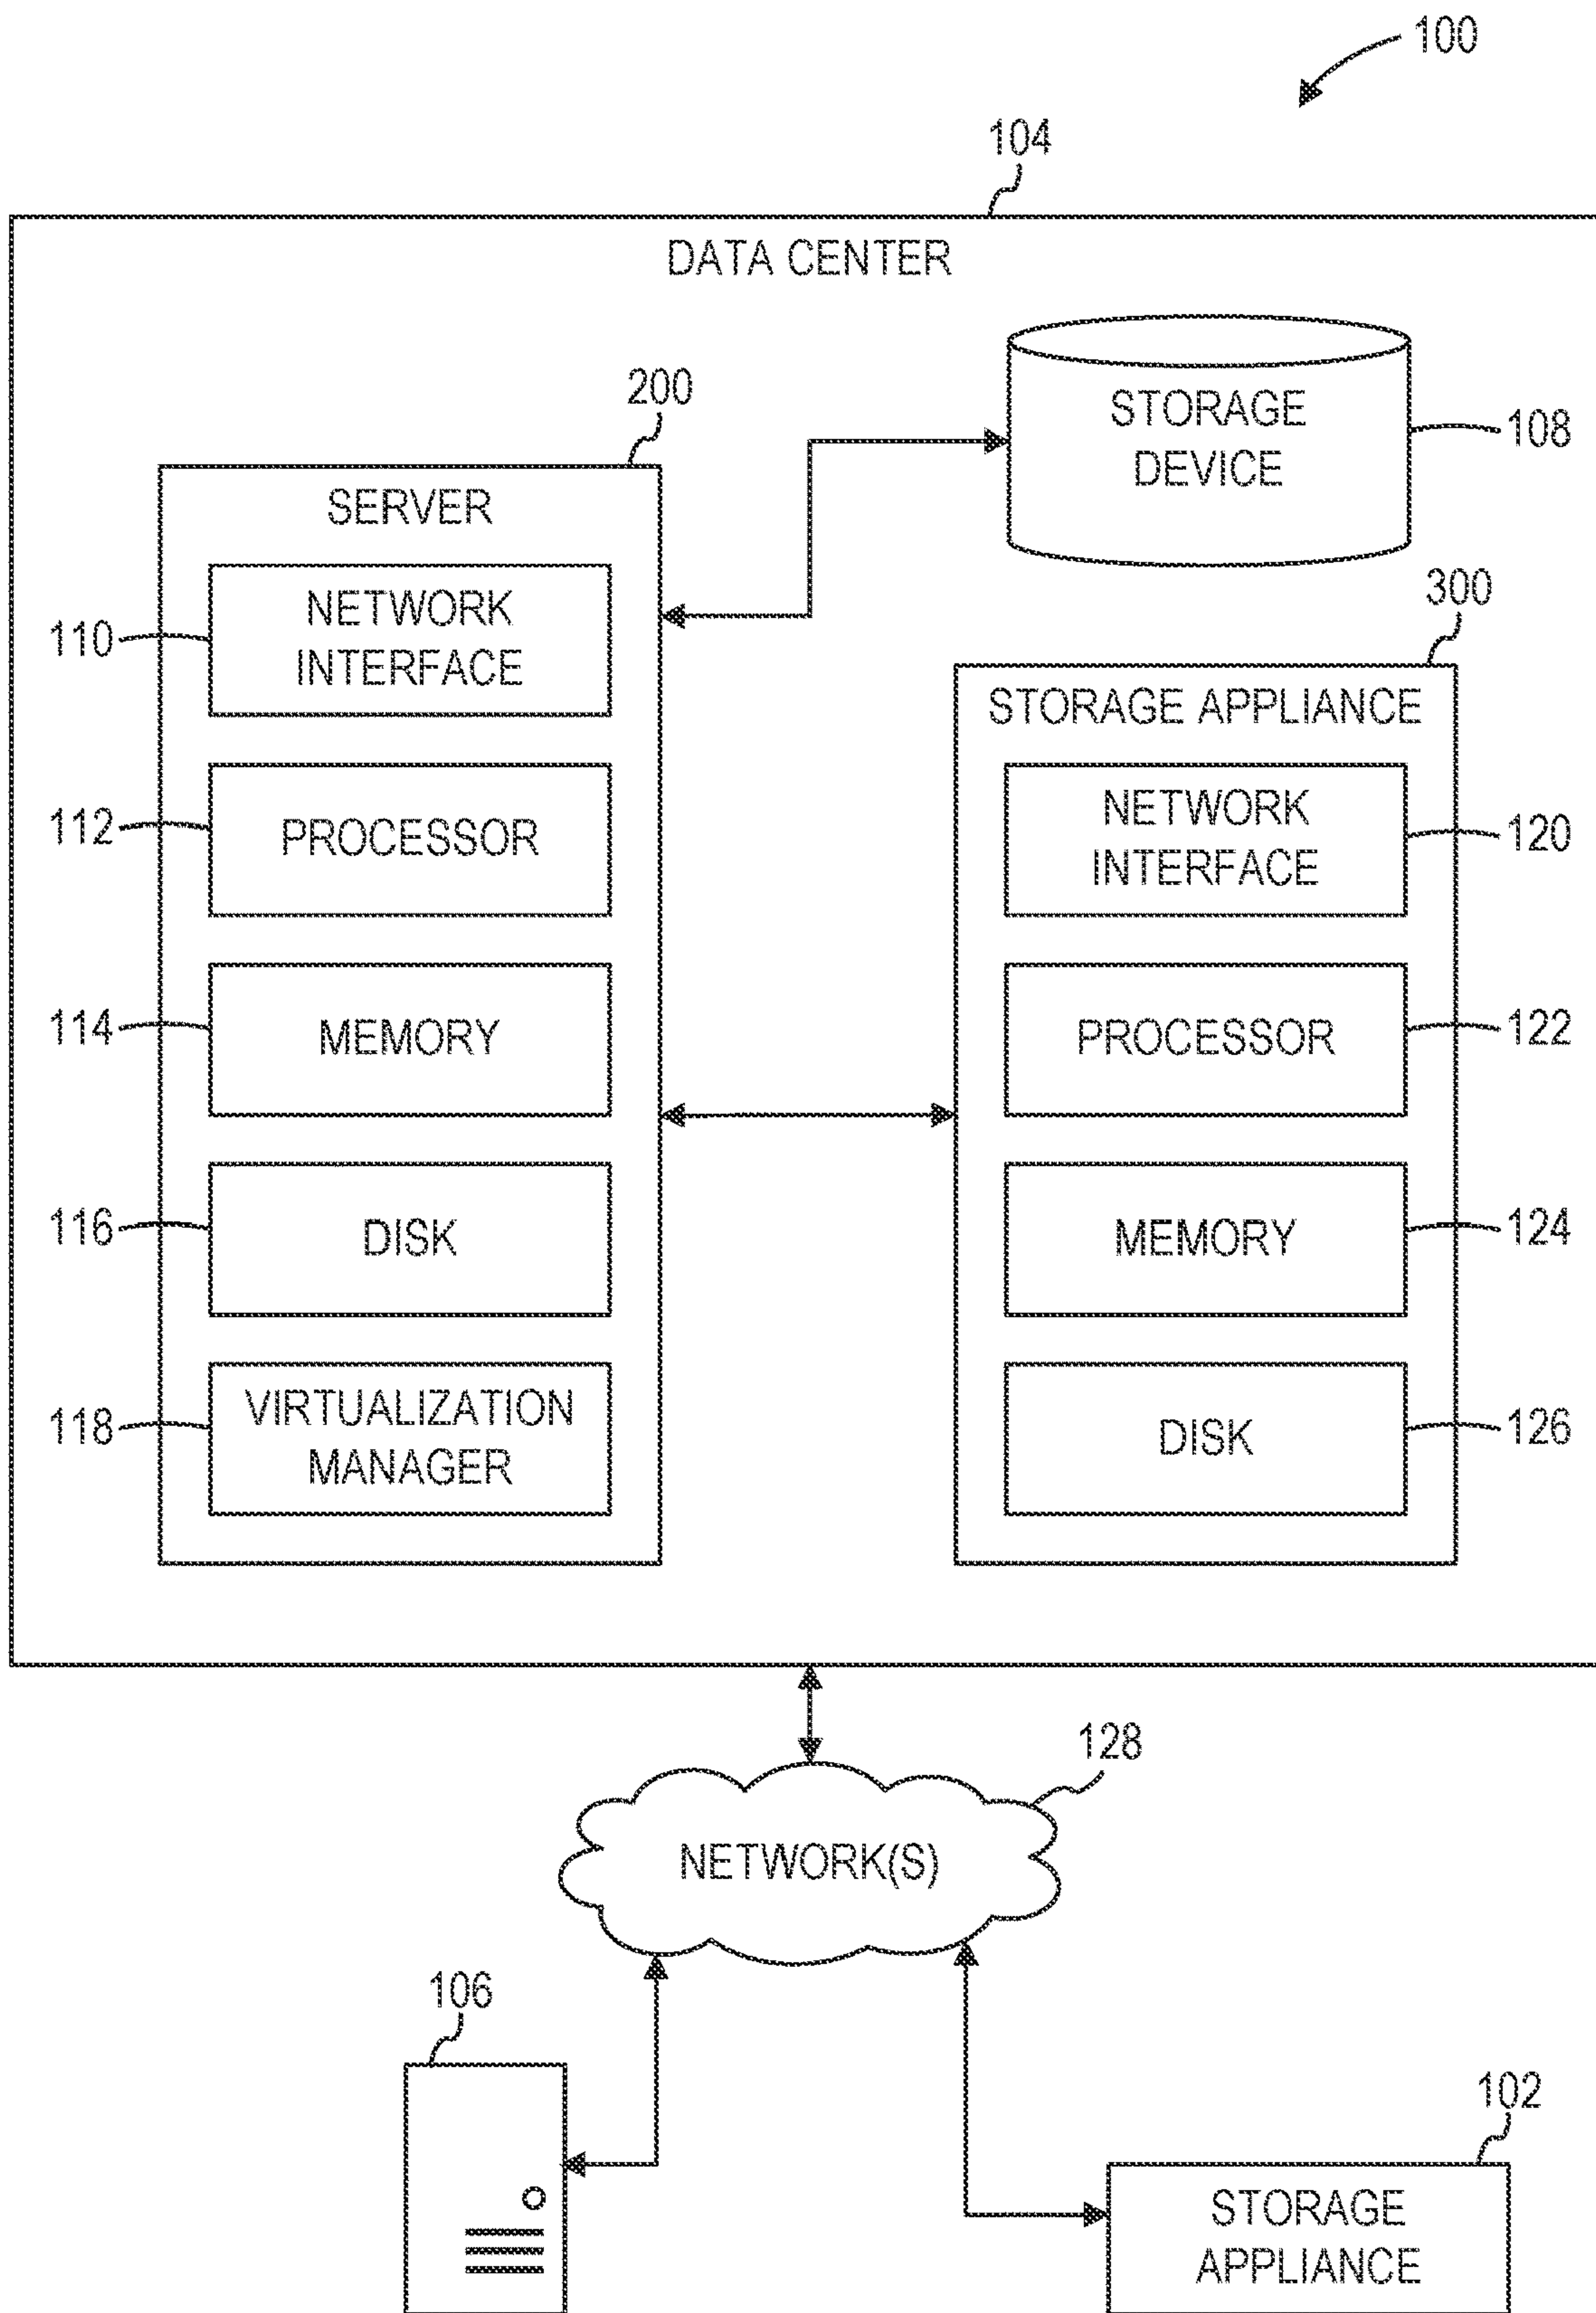 100
104
DATA CENTER
200
SERVER
110
NETWORK
INTERFACE
112
PROCESSOR
114
MEMORY
116
DISK
118
VIRTUALIZATION
MANAGER
STORAGE
DEVICE
108
300
STORAGE APPLIANCE
NETWORK
INTERFACE
120
PROCESSOR
122
MEMORY
124
DISK
126
128
NETWORK(S)
106
102
STORAGE
APPLIANCE